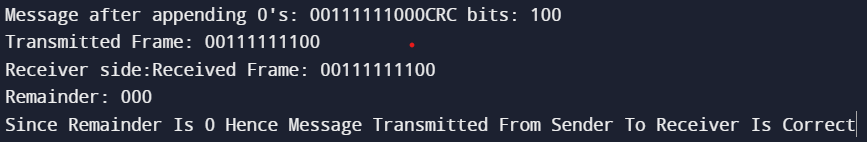 Message after appending 0's: 00111111000CRC bits: 100
Transmitted Frame: 00111111100
Receiver side:Received Frame: 00111111100
Remainder: 000
Since Remainder Is 0 Hence Message Transmitted From Sender To Receiver Is Correct